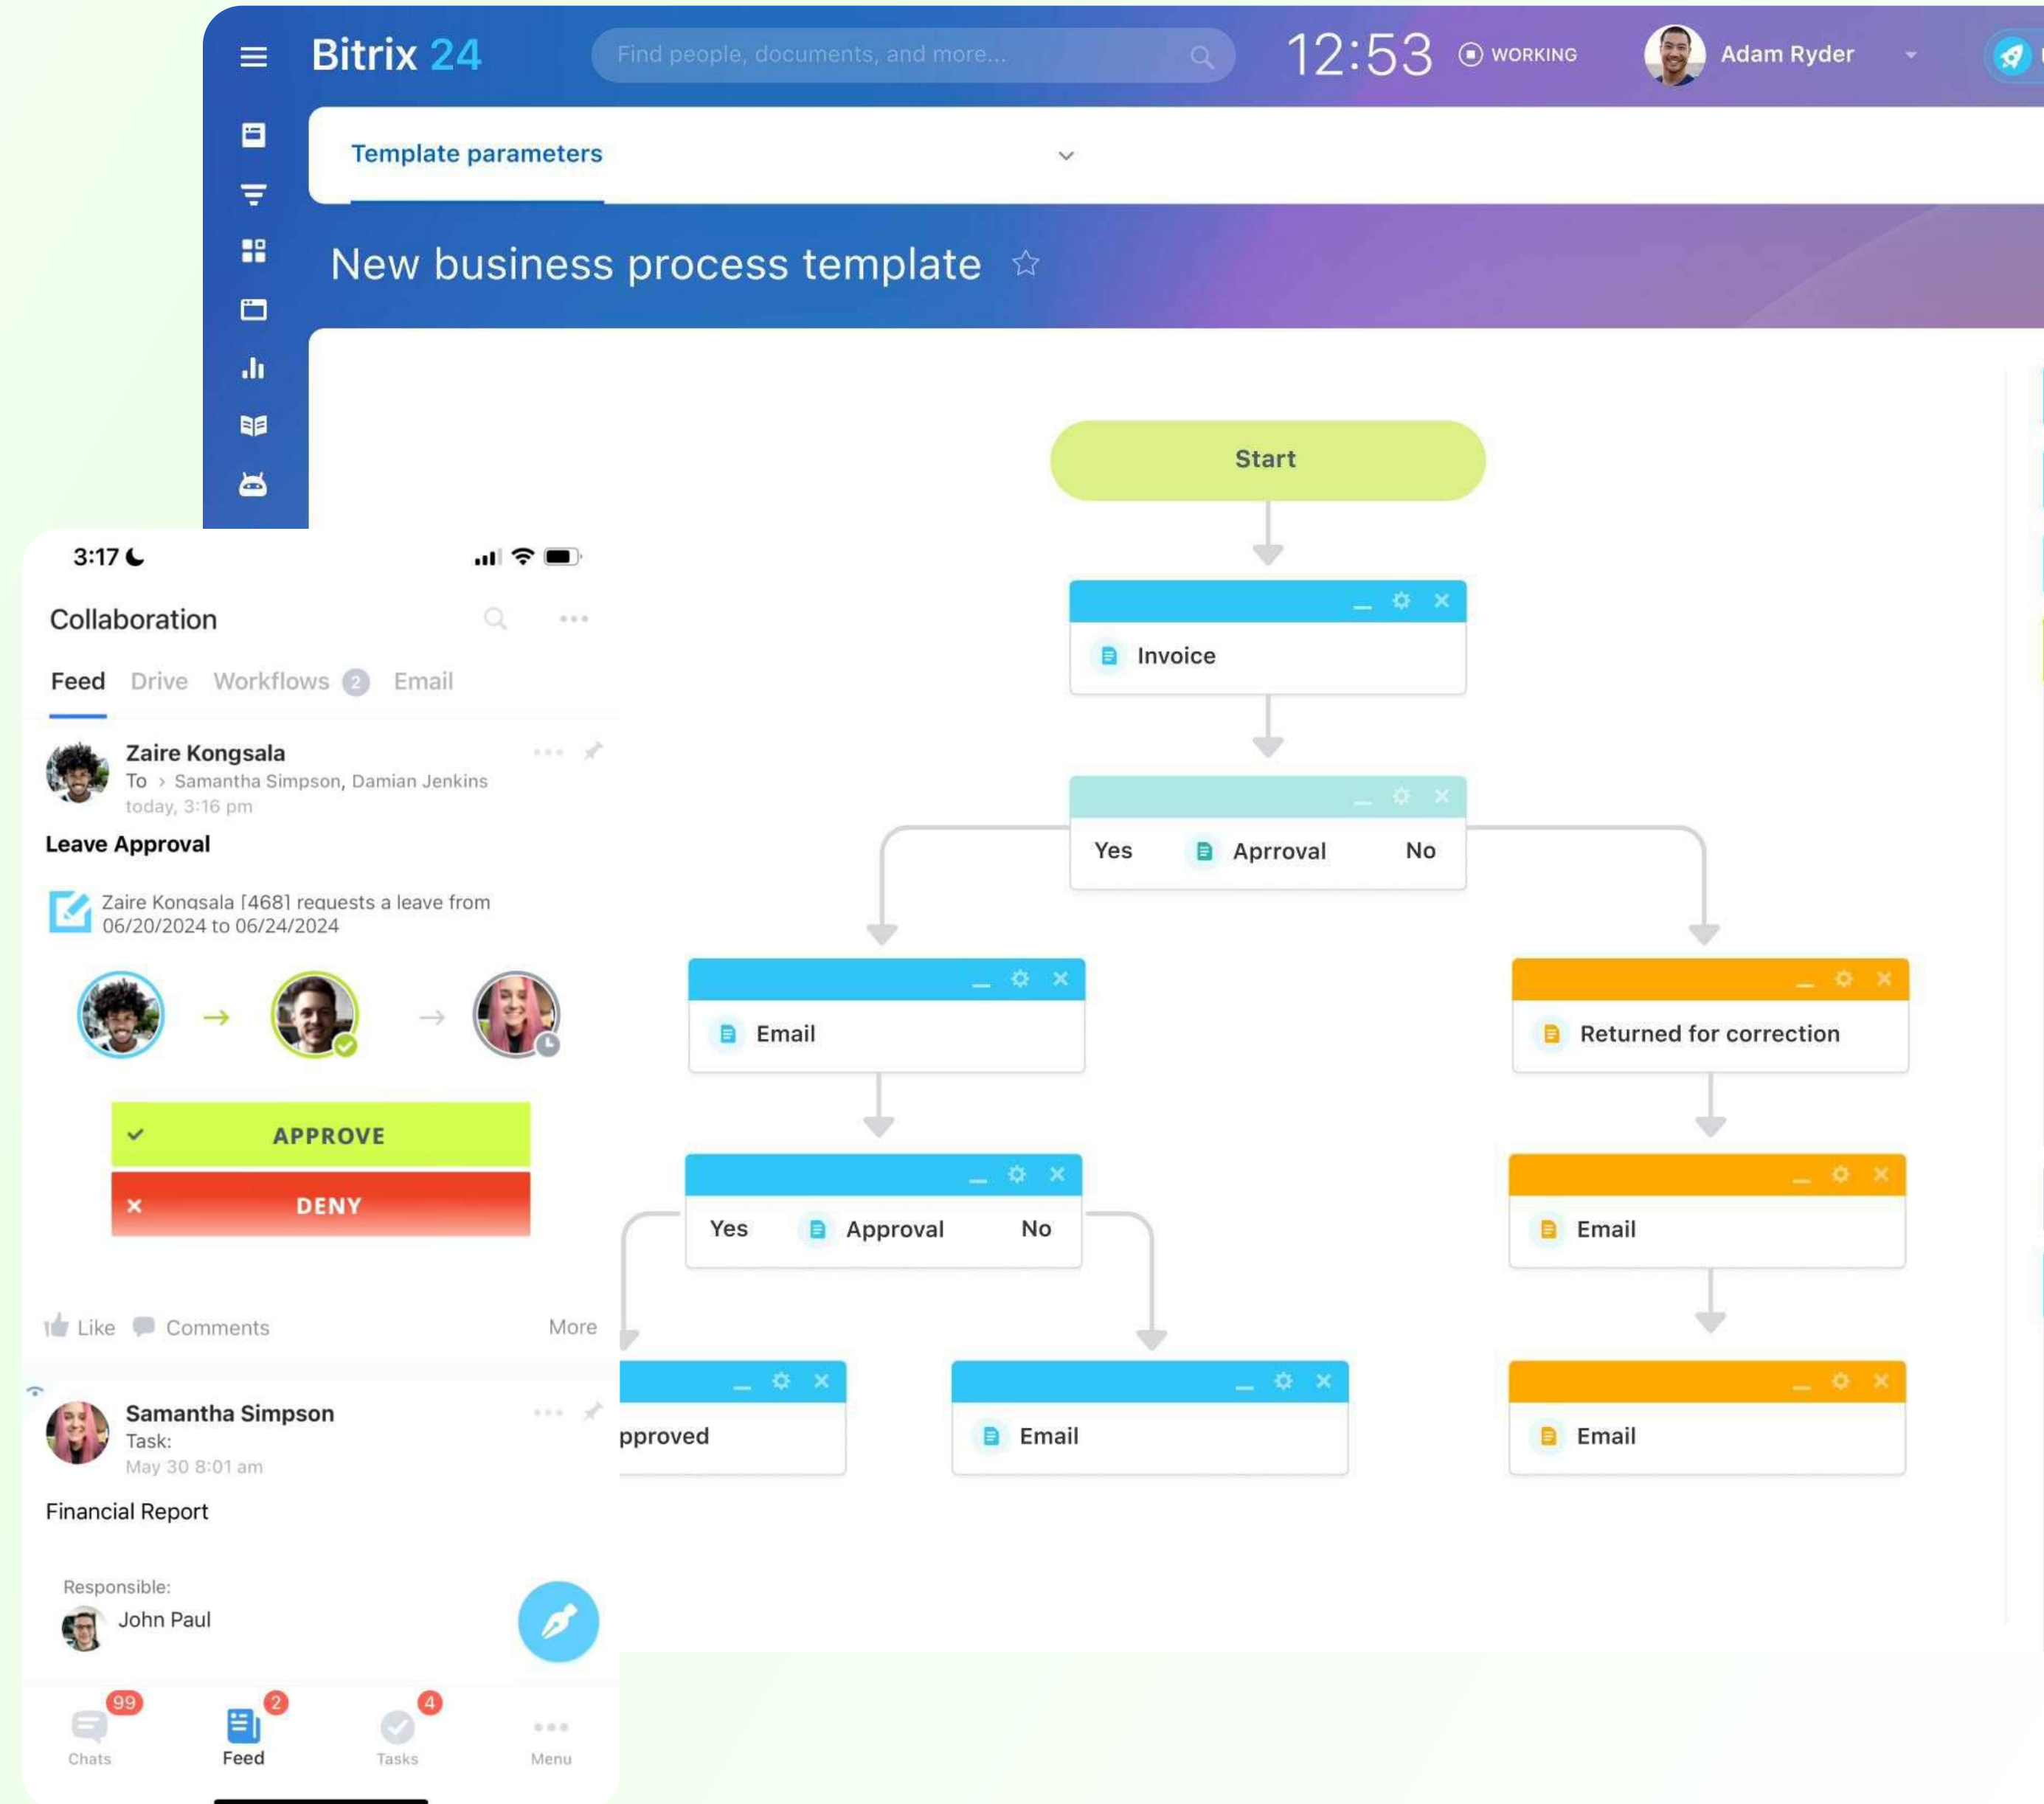 Bitrix 24
Find people, documents, and more...
12:53
WORKING
Adam Ryder
Template parameters
New business process template
Start
Invoice
Yes
Aprroval
No
Email
Returned for correction
Yes
Approval
No
Email
pproved
Email
Email
3:17
Collaboration
Feed
Drive
Workflows 2
Email
Zaire Kongsala
To > Samantha Simpson, Damian Jenkins
today, 3:16 pm
Leave Approval
Zaire Kongsala [468] requests a leave from
06/20/2024 to 06/24/2024
APPROVE
DENY
Like
Comments
More
Samantha Simpson
Task:
May 30 8:01 am
Financial Report
Responsible:
John Paul
99
2
4
Chats
Feed
Tasks
Menu